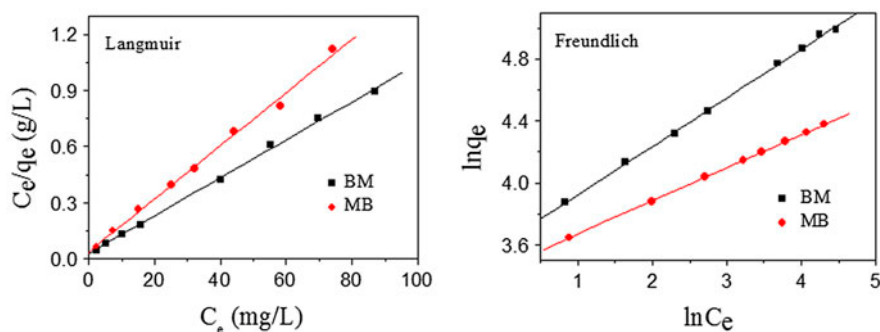 Langmuir
Ce/qe (g/L)
1.2
0.9
0.6
0.3
0.0
BM
MB
0 20 40 60 80 100
Ce (mg/L)
Freundlich
lnqe
4.8
4.4
4.0
3.6
BM
MB
1 2 3 4 5
lnCe